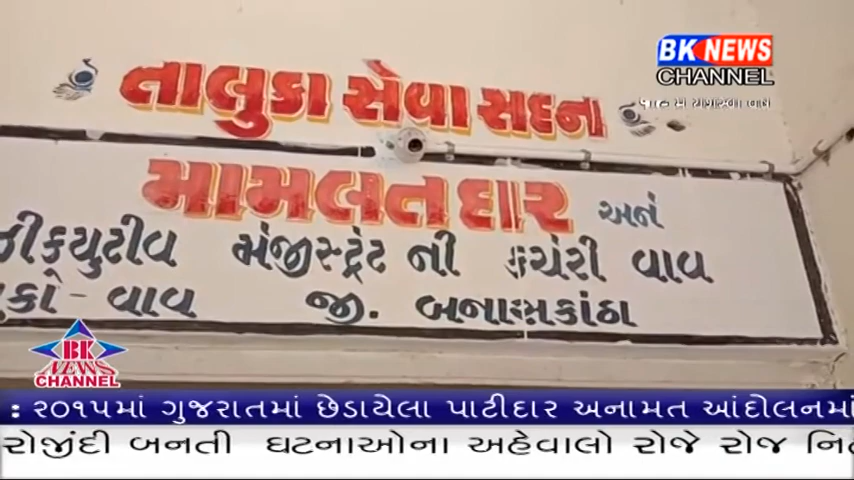 BK NEWS
CHANNEL
તાલુકા સેવા સદન
મામલતદાર અને
ઝીક્યુટીવ મેજીસ્ટ્રેટ ની કચેરી વાવ
કો - વાવ જી. બનાસકાંઠા
BK
NEWS
CHANNEL
: ૨૦૧૫માં ગુજરાતમાં છેડાયેલા પાટીદાર અનામત આંદોલનમાં
રોજીંદી બનતી ઘટનાઓના અહેવાલો રોજે રોજ